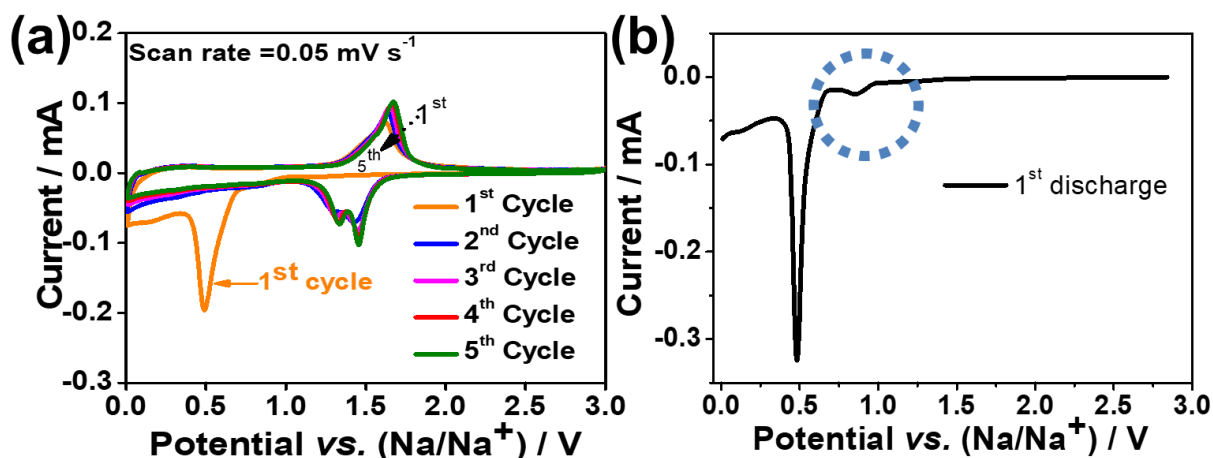 (a)
Scan rate =0.05 mV s⁻¹
1ˢᵗ
5ᵗʰ
1ˢᵗ cycle
1ˢᵗ Cycle
2ⁿᵈ Cycle
3ʳᵈ Cycle
4ᵗʰ Cycle
5ᵗʰ Cycle
Current / mA
0.2
0.1
0.0
-0.1
-0.2
-0.3
0.0 0.5 1.0 1.5 2.0 2.5 3.0
Potential vs. (Na/Na⁺) / V
(b)
1ˢᵗ discharge
Current / mA
0.0
-0.1
-0.2
-0.3
0.0 0.5 1.0 1.5 2.0 2.5 3.0
Potential vs. (Na/Na⁺) / V